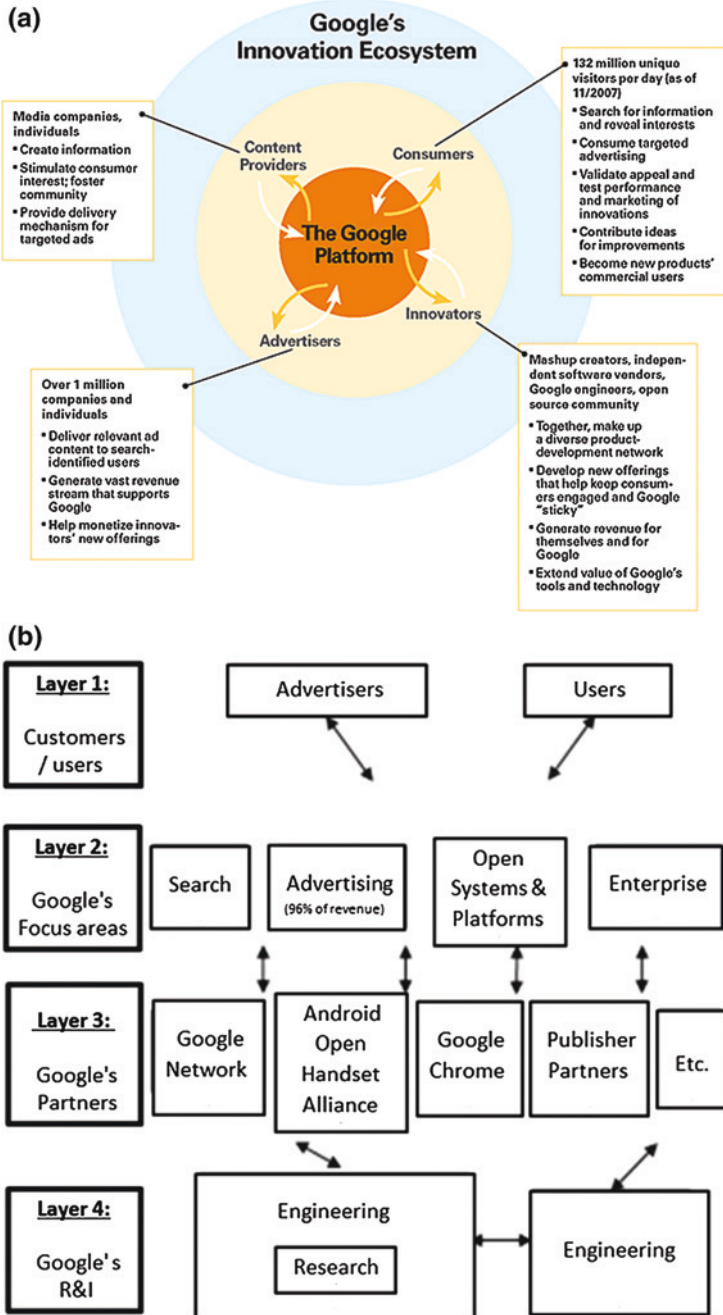 (a)
Google's
Innovation Ecosystem
Media companies,
individuals
▪ Create information
▪ Stimulate consumer
interest; foster
community
▪ Provide delivery
mechanism for
targeted ads
132 million unique
visitors per day (as of
11/2007)
▪ Search for information
and reveal interests
▪ Consume targeted
advertising
▪ Validate appeal and
test performance
and marketing of
innovations
▪ Contribute ideas
for improvements
▪ Become new products'
commercial users
Content
Providers
Consumers
The Google
Platform
Advertisers
Innovators
Over 1 million
companies and
individuals
▪ Deliver relevant ad
content to search-
identified users
▪ Generate vast revenue
stream that supports
Google
▪ Help monetize innova-
tors' new offerings
Mashup creators, indepen-
dent software vendors,
Google engineers, open
source community
▪ Together, make up
a diverse product-
development network
▪ Develop new offerings
that help keep consum-
ers engaged and Google
"sticky"
▪ Generate revenue for
themselves and for
Google
▪ Extend value of Google's
tools and technology
(b)
Layer 1:
Customers
/ users
Advertisers
Users
Layer 2:
Google's
Focus areas
Search
Advertising
(96% of revenue)
Open
Systems &
Platforms
Enterprise
Layer 3:
Google's
Partners
Google
Network
Android
Open
Handset
Alliance
Google
Chrome
Publisher
Partners
Etc.
Layer 4:
Google's
R&I
Engineering
Research
Engineering